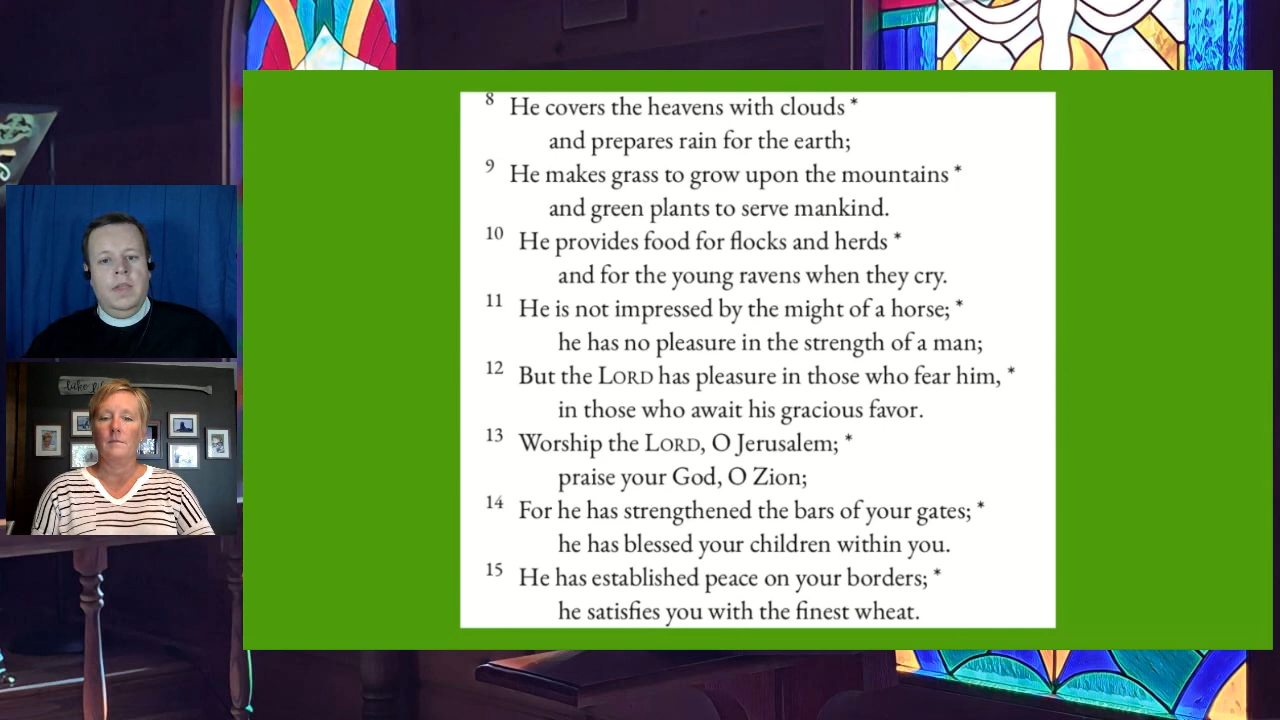 8 He covers the heavens with clouds *
and prepares rain for the earth;
9 He makes grass to grow upon the mountains *
and green plants to serve mankind.
10 He provides food for flocks and herds *
and for the young ravens when they cry.
11 He is not impressed by the might of a horse; *
he has no pleasure in the strength of a man;
12 But the LORD has pleasure in those who fear him, *
in those who await his gracious favor.
13 Worship the LORD, O Jerusalem; *
praise your God, O Zion;
14 For he has strengthened the bars of your gates; *
he has blessed your children within you.
15 He has established peace on your borders; *
he satisfies you with the finest wheat.